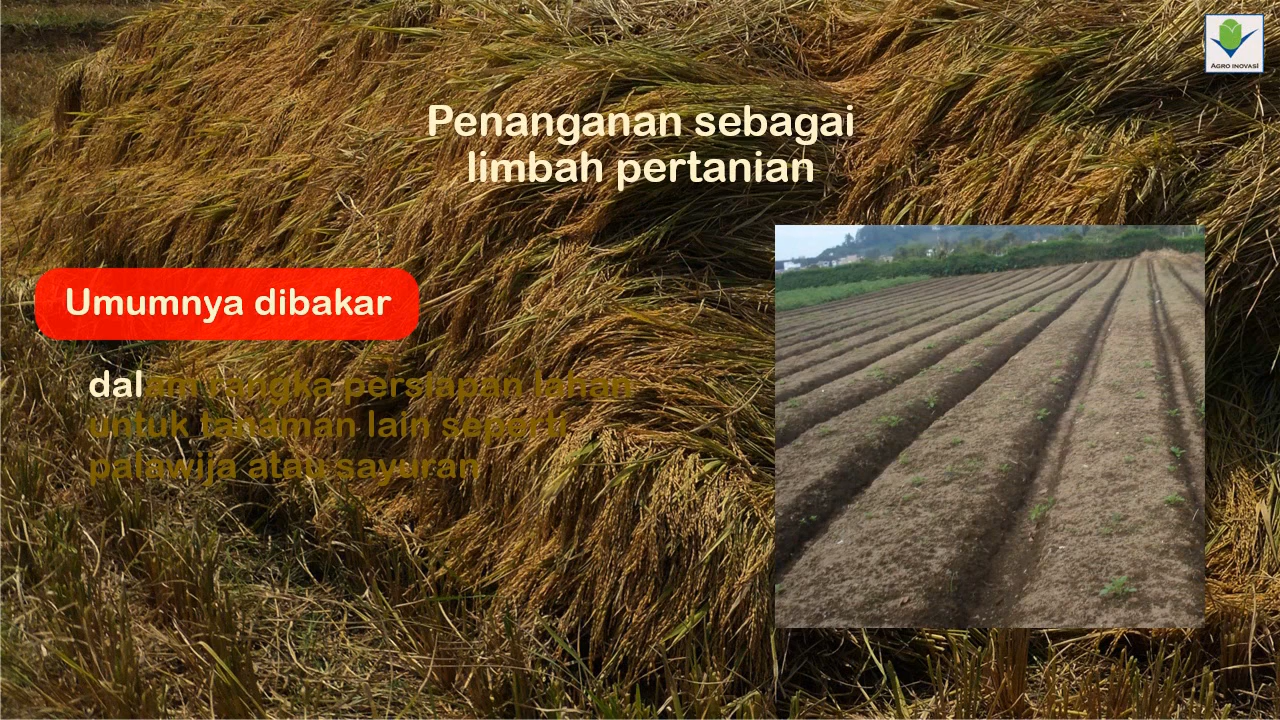 AGRO INOVASI
Penanganan sebagai
limbah pertanian
Umumnya dibakar
dalam rangka persiapan lahan
untuk tanaman lain seperti
palawija atau sayuran